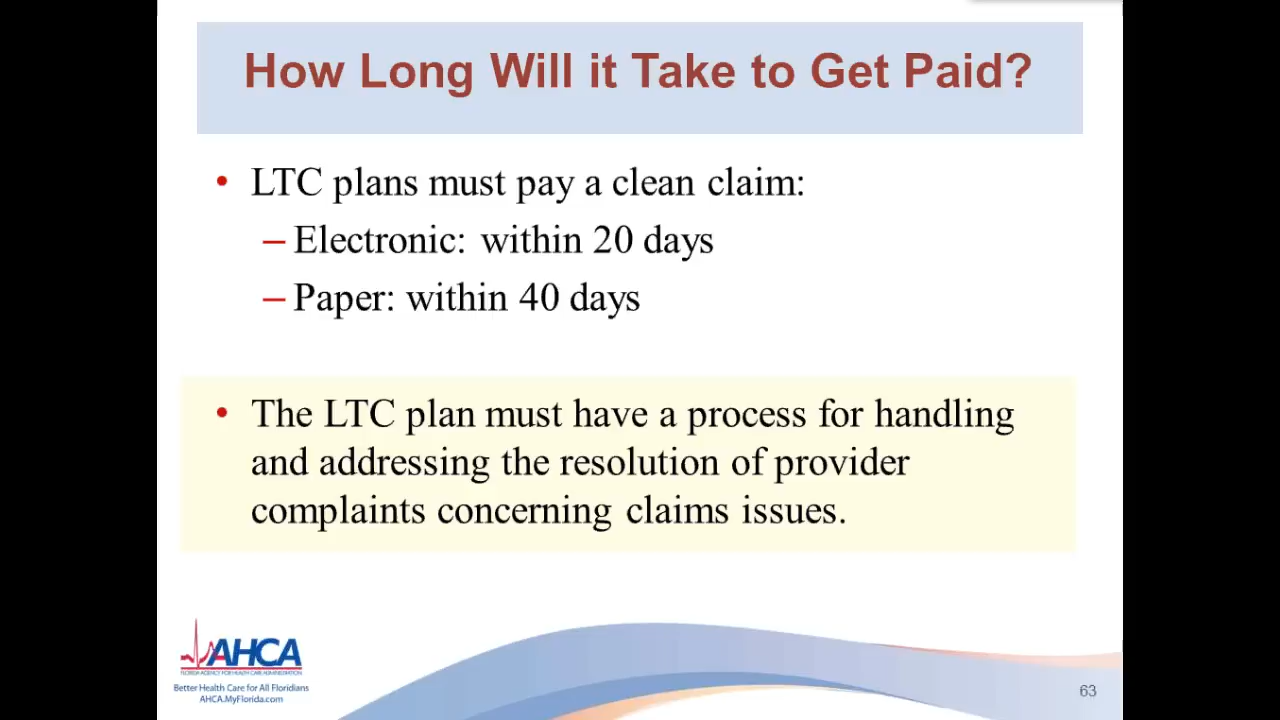 How Long Will it Take to Get Paid?
• LTC plans must pay a clean claim:
– Electronic: within 20 days
– Paper: within 40 days
• The LTC plan must have a process for handling
and addressing the resolution of provider
complaints concerning claims issues.
AHCA
FLORIDA AGENCY FOR HEALTH CARE ADMINISTRATION
Better Health Care for All Floridians
AHCA.MyFlorida.com
63